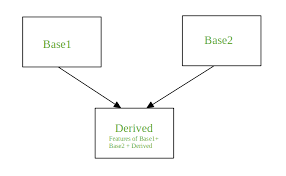 Base1
Base2
Derived
Features of Base1+
Base2 + Derived